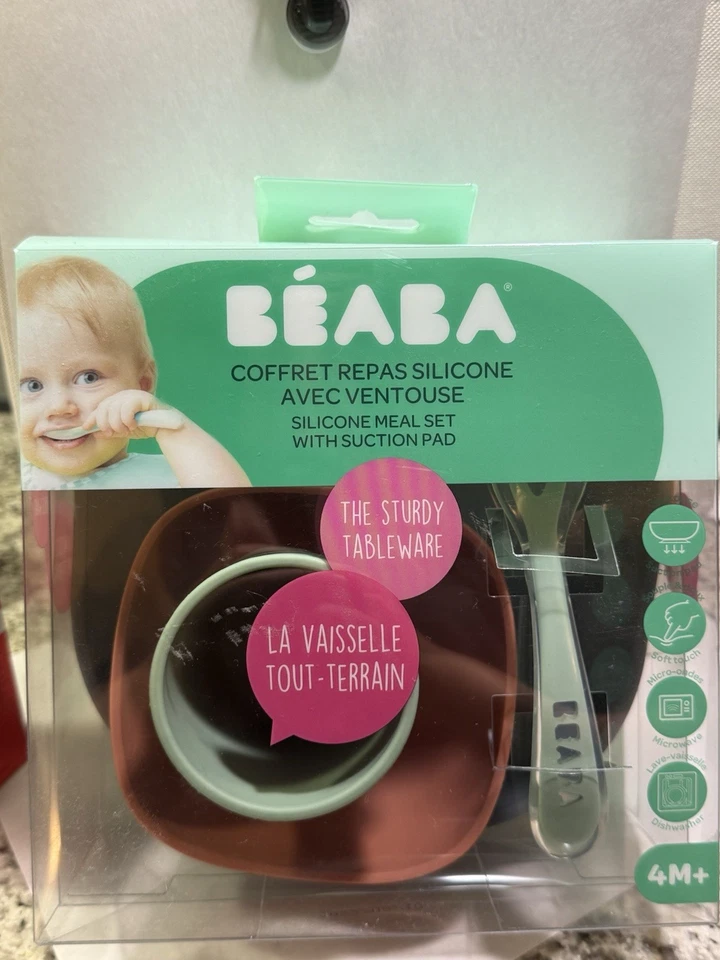 BÉABA®
COFFRET REPAS SILICONE
AVEC VENTOUSE
SILICONE MEAL SET
WITH SUCTION PAD
THE STURDY
TABLEWARE
LA VAISSELLE
TOUT-TERRAIN
BÉABA
Soft touch
Micro-ondes
Microwave
Lave-vaisselle
Dishwasher
4M+